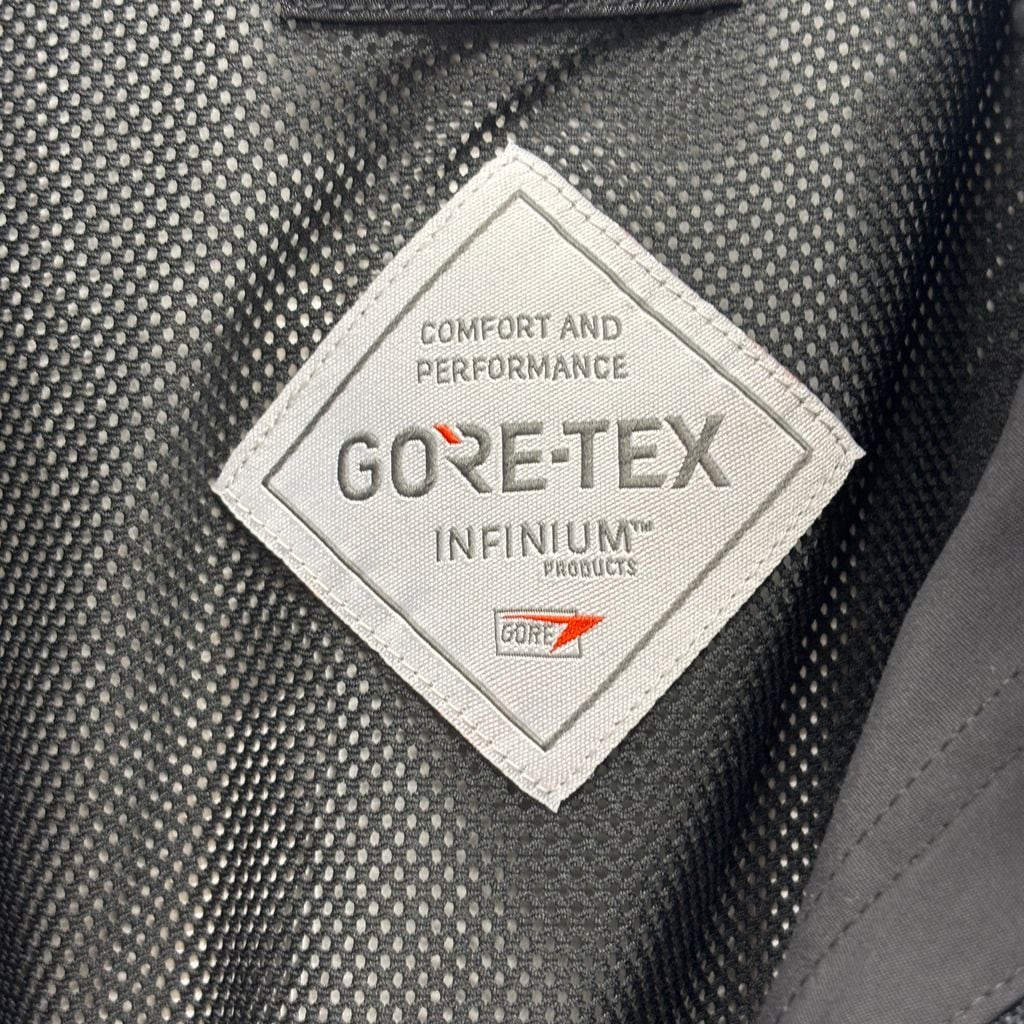 COMFORT AND
PERFORMANCE
GORE-TEX
INFINIUM™
PRODUCTS
GORE